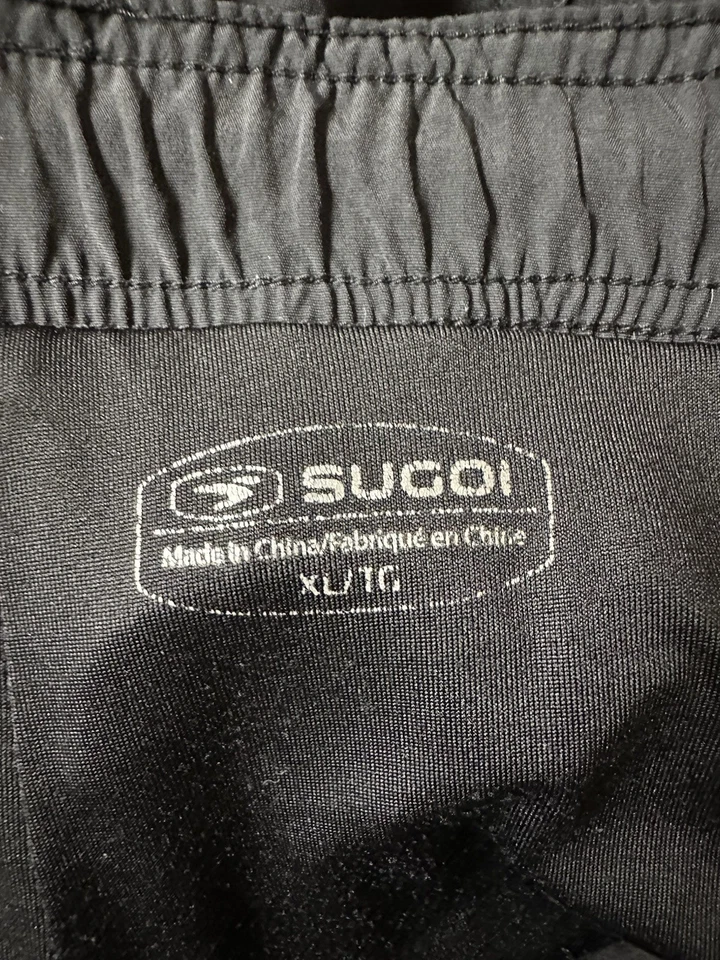 SUGOI
Made in China/Fabriqué en Chine
XL/TG